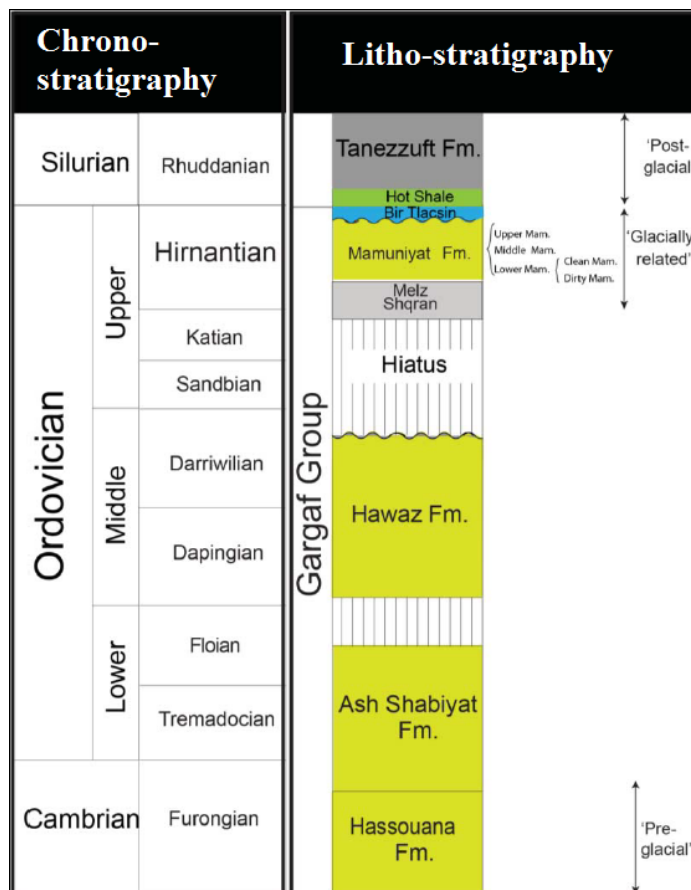 Chrono-
stratigraphy
Litho-stratigraphy
Silurian
Rhuddanian
Tanezzuft Fm.
Hot Shale
'Post-
glacial'
Ordovician
Upper
Hirnantian
Katian
Sandbian
Middle
Darriwilian
Dapingian
Lower
Floian
Tremadocian
Cambrian
Furongian
Gargaf Group
Bir Tlacsin
Mamuniyat Fm.
Upper Mam.
Middle Mam.
Lower Mam.
Clean Mam.
Dirty Mam.
'Glacially
related'
Melz
Shqran
Hiatus
Hawaz Fm.
Ash Shabiyat
Fm.
Hassouana
Fm.
'Pre-
glacial'